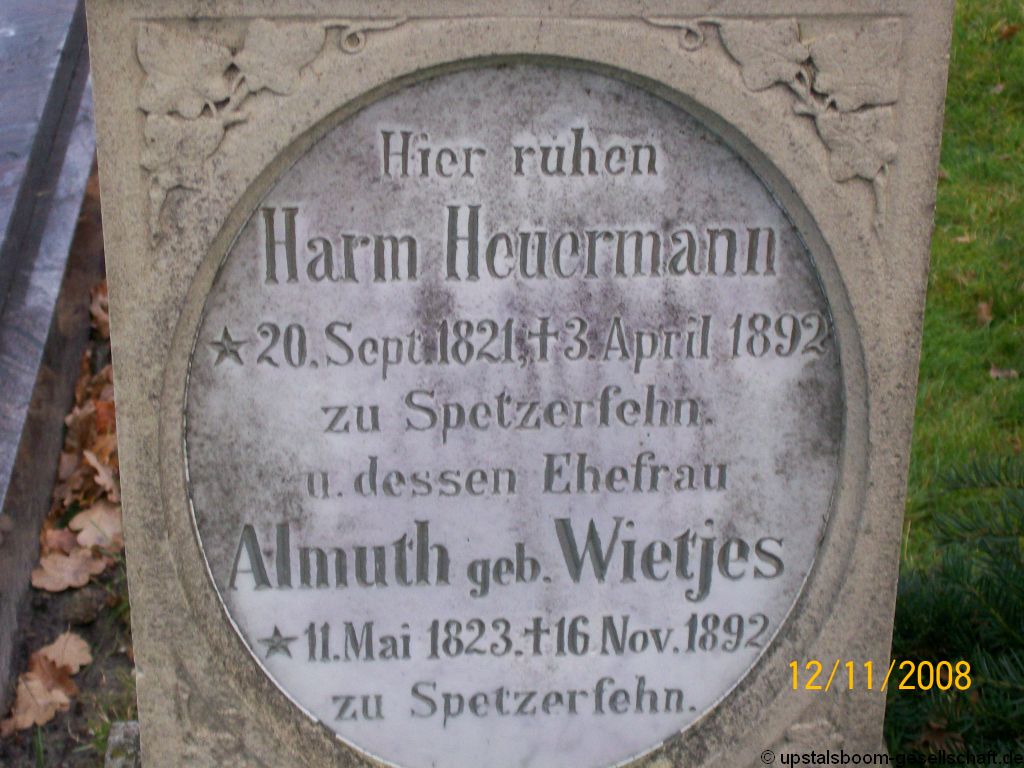 Hier ruhen
Harm Heuermann
★20. Sept. 1821, ✝3. April 1892
zu Spetzerfehn.
u. dessen Ehefrau
Almuth geb. Wietjes
★11. Mai 1823. ✝16 Nov. 1892
zu Spetzerfehn.
12/11/2008
© upstalsboom-gesellschaft.de